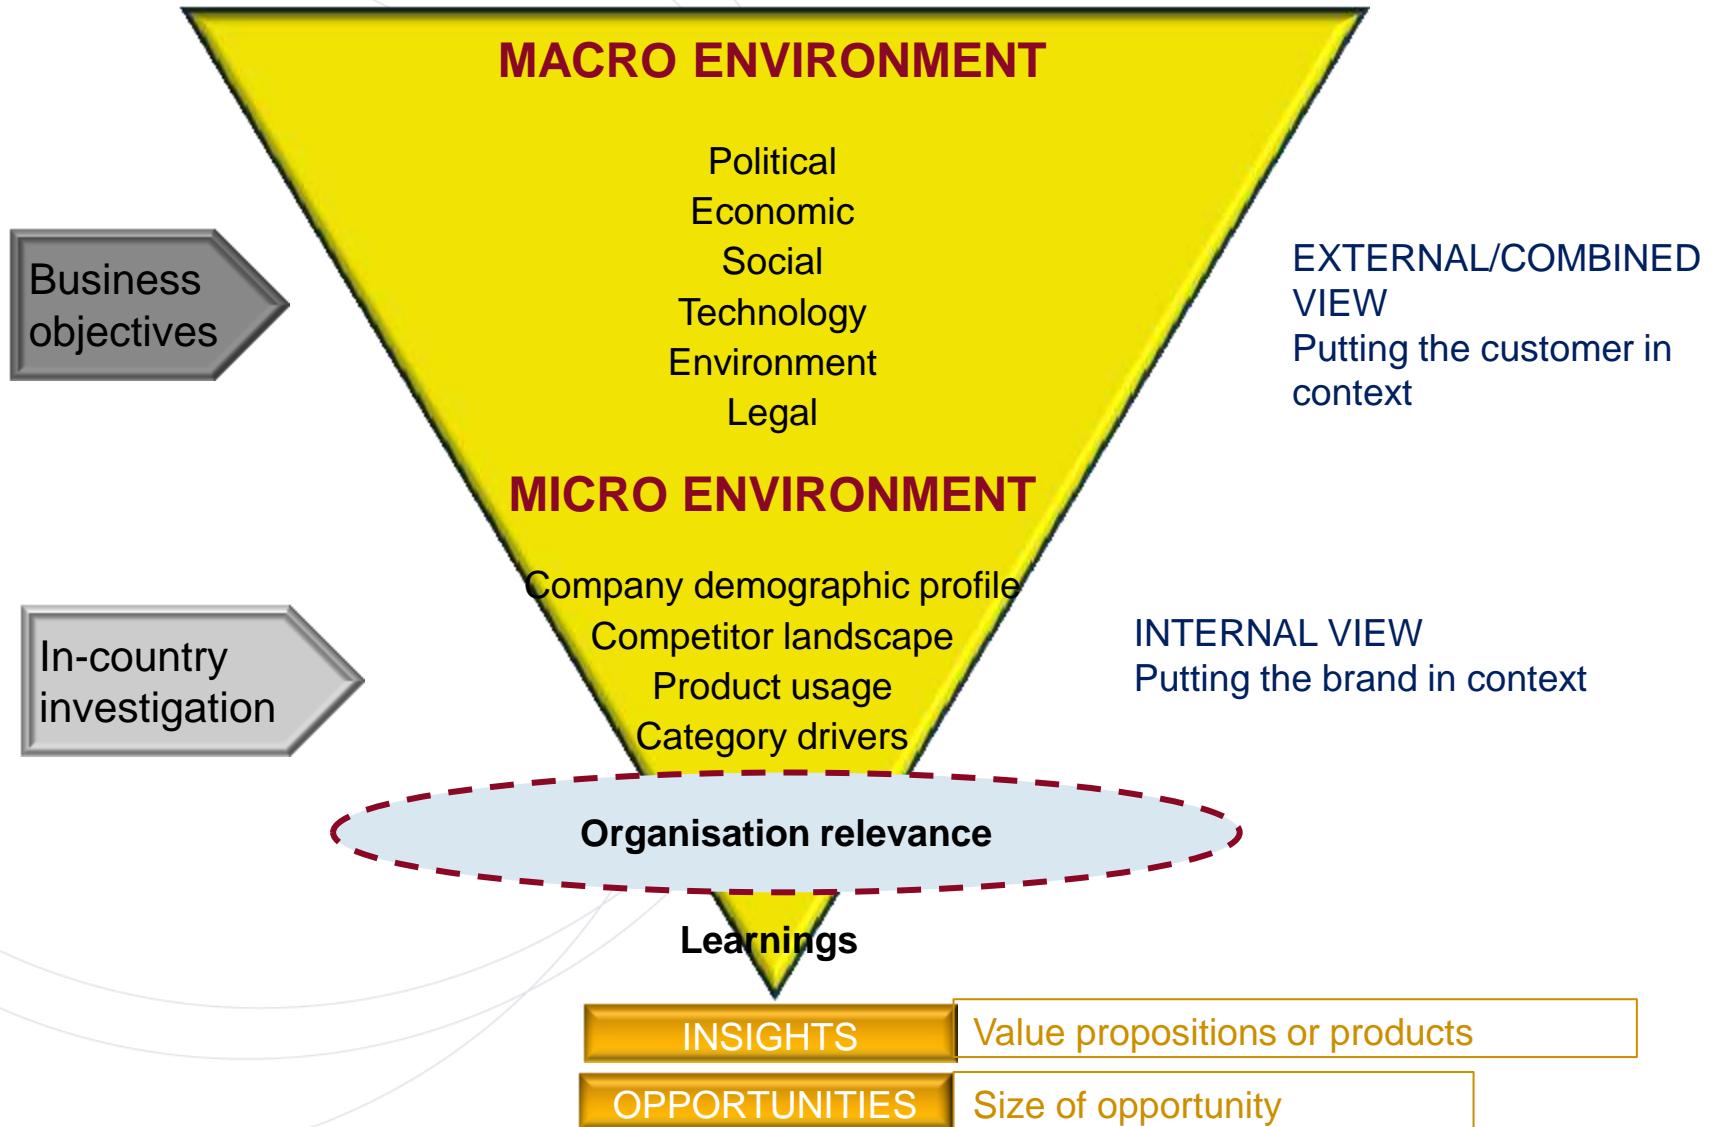 MACRO ENVIRONMENT
Political
Economic
Social
Technology
Environment
Legal
Business
objectives
EXTERNAL/COMBINED
VIEW
Putting the customer in
context
MICRO ENVIRONMENT
Company demographic profile
Competitor landscape
Product usage
Category drivers
In-country
investigation
INTERNAL VIEW
Putting the brand in context
Organisation relevance
Learnings
INSIGHTS
Value propositions or products
OPPORTUNITIES
Size of opportunity